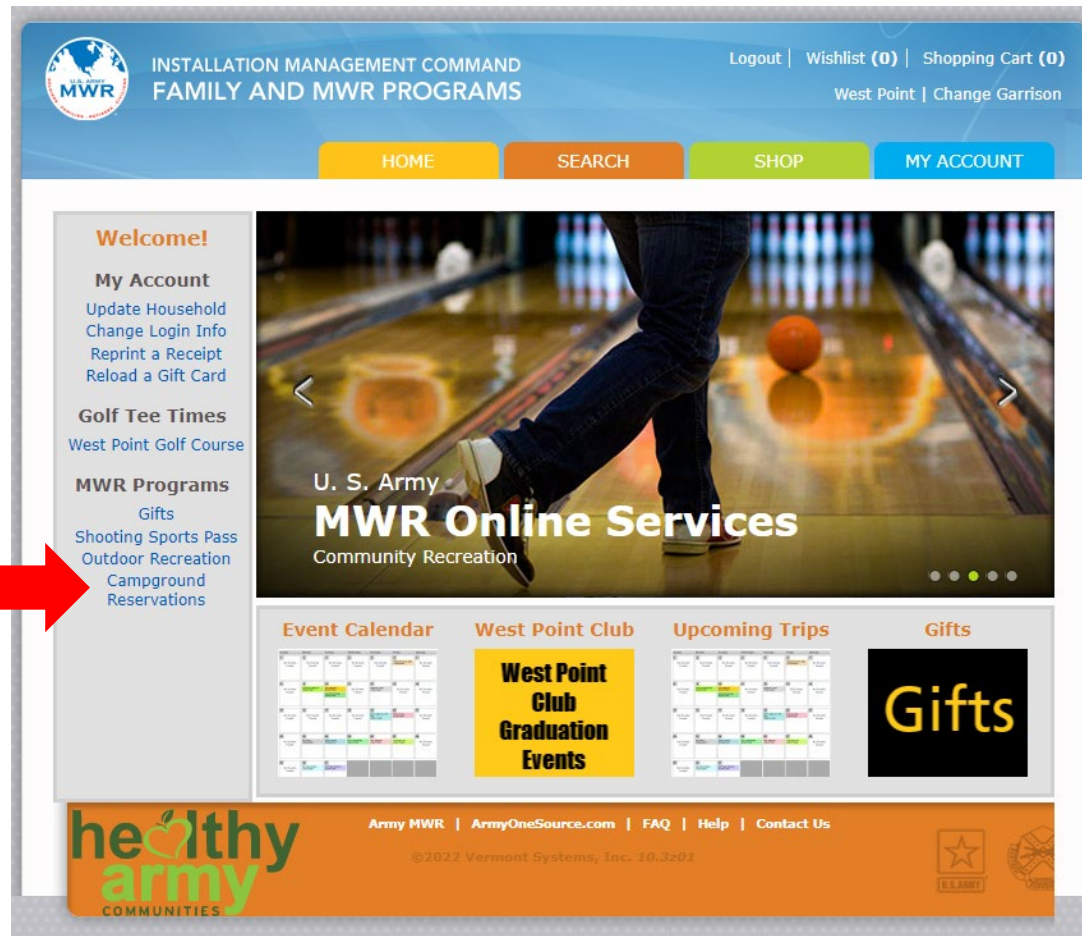 U.S. ARMY
MWR
INSTALLATION MANAGEMENT COMMAND
FAMILY AND MWR PROGRAMS
Logout | Wishlist (0) | Shopping Cart (0)
West Point | Change Garrison
HOME
SEARCH
SHOP
MY ACCOUNT
Welcome!
My Account
Update Household
Change Login Info
Reprint a Receipt
Reload a Gift Card
Golf Tee Times
West Point Golf Course
MWR Programs
Gifts
Shooting Sports Pass
Outdoor Recreation
Campground
Reservations
U. S. Army
MWR Online Services
Community Recreation
Event Calendar
West Point Club
West Point
Club
Graduation
Events
Upcoming Trips
Gifts
Gifts
healthy
army
COMMUNITIES
Army MWR | ArmyOneSource.com | FAQ | Help | Contact Us
©2022 Vermont Systems, Inc. 10.3z01
U.S.ARMY